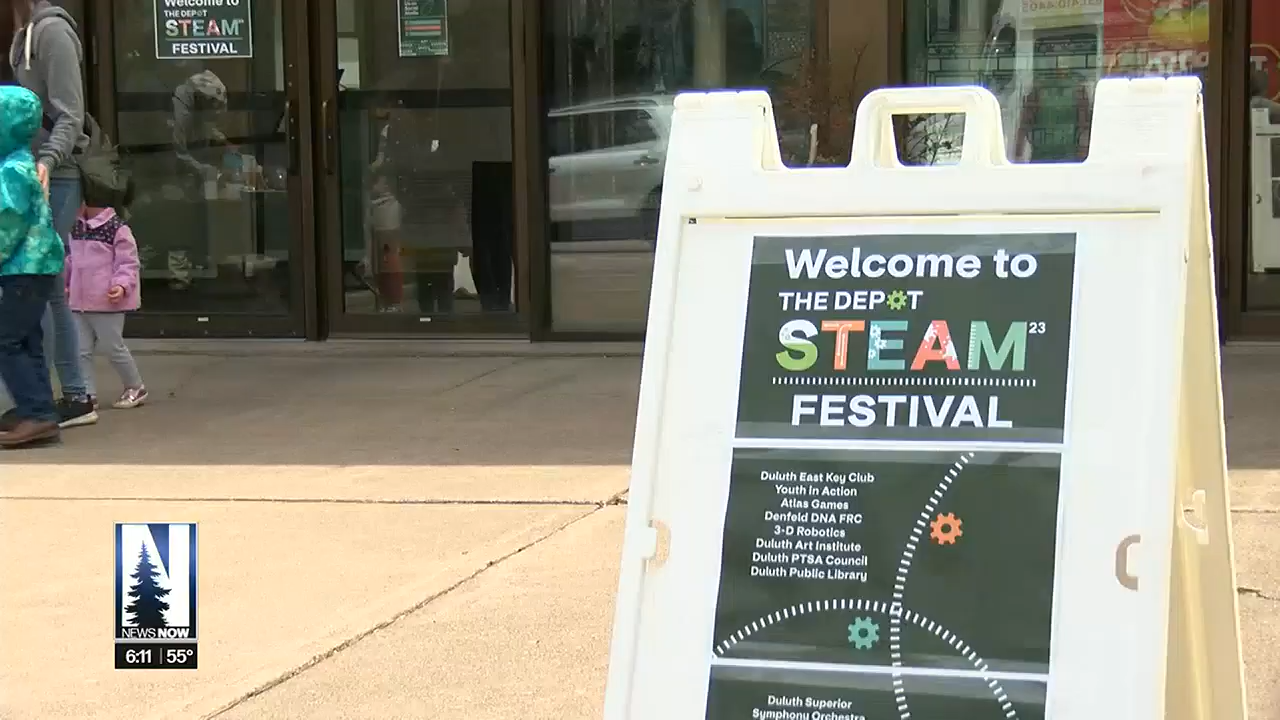 Welcome to
THE DEPOT
STEAM
FESTIVAL
Welcome to
THE DEPOT
STEAM 23
FESTIVAL
Duluth East Key Club
Youth in Action
Atlas Games
Denfeld DNA FRC
3-D Robotics
Duluth Art Institute
Duluth PTSA Council
Duluth Public Library
Duluth Superior
Symphony Orchestra
N
NEWS NOW
6:11 | 55°